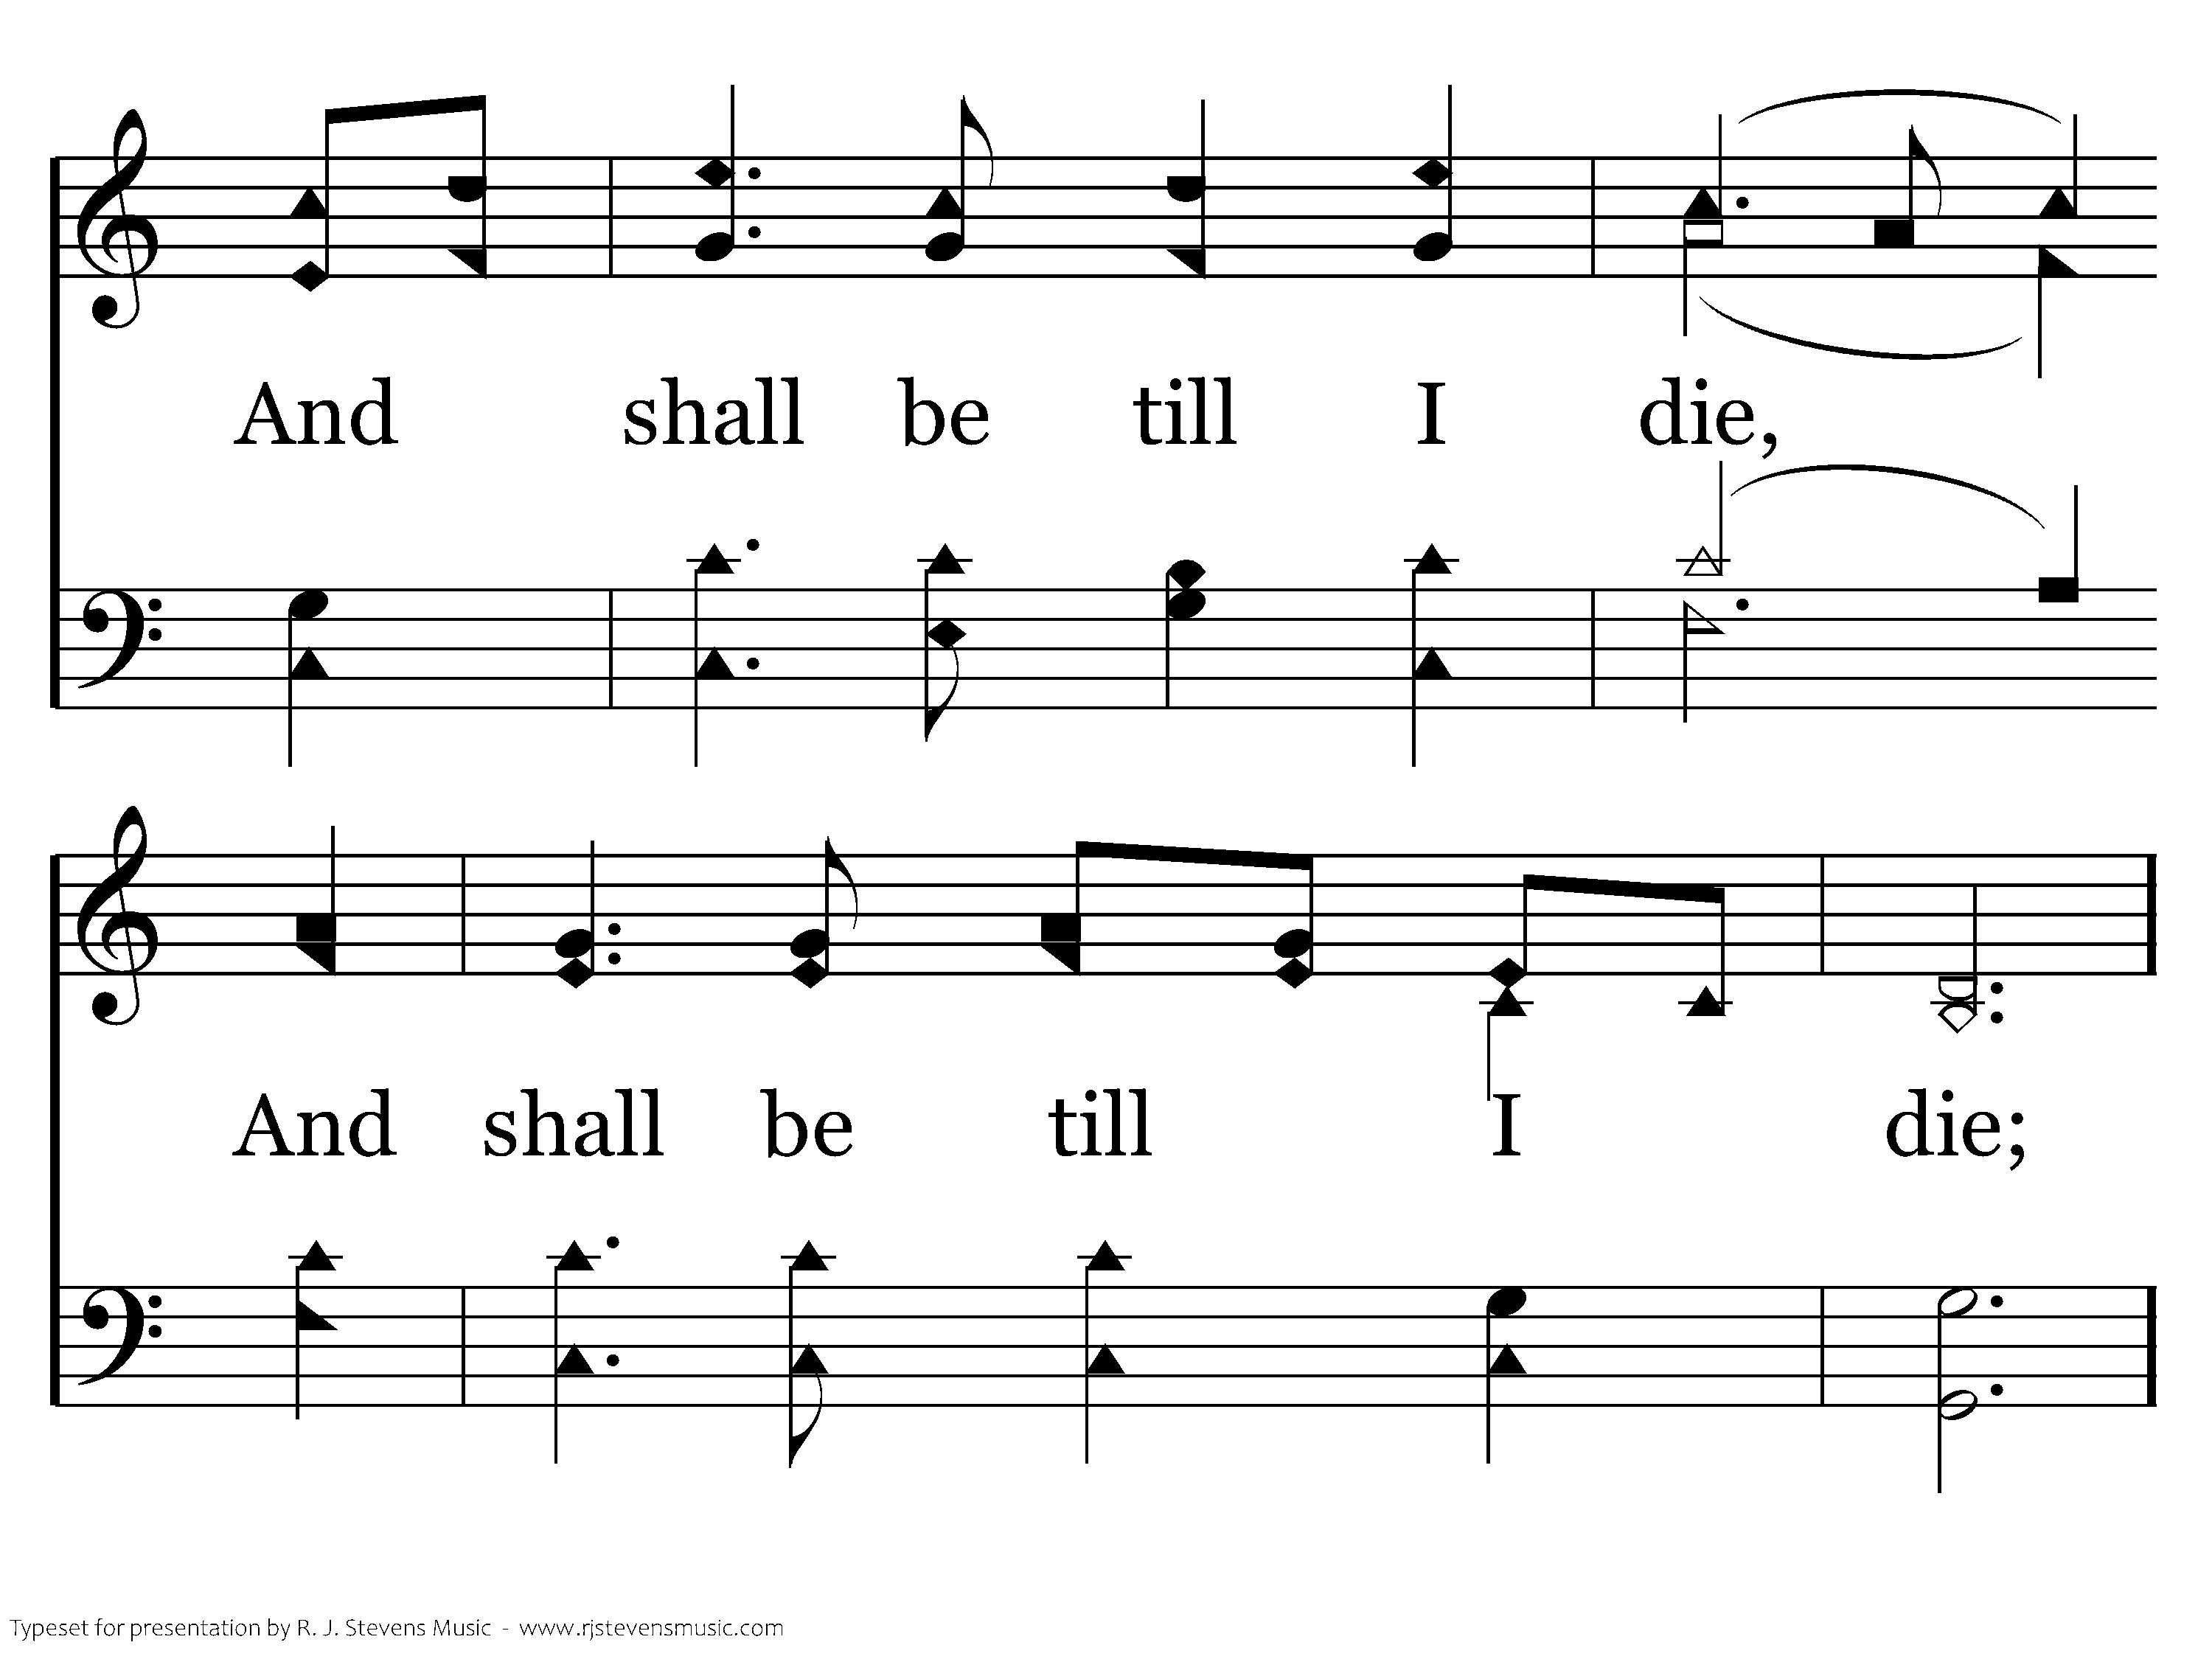 And shall be till I die,
And shall be till I die;
Typeset for presentation by R. J. Stevens Music - www.rjstevensmusic.com